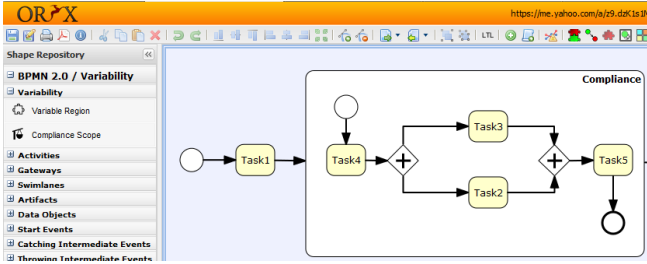 ORYX
https://me.yahoo.com/a/z9.dzK1s1l
Shape Repository
BPMN 2.0 / Variability
Variability
Variable Region
Compliance Scope
Activities
Gateways
Swimlanes
Artifacts
Data Objects
Start Events
Catching Intermediate Events
Throwing Intermediate Events
LTL
Compliance
Task1
Task4
Task3
Task2
Task5